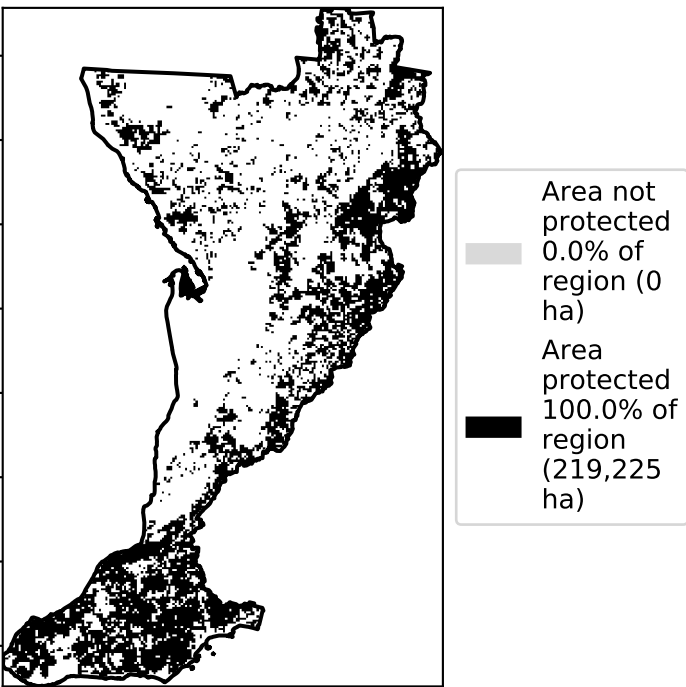 Area not
protected
0.0% of
region (0
ha)
Area
protected
100.0% of
region
(219,225
ha)